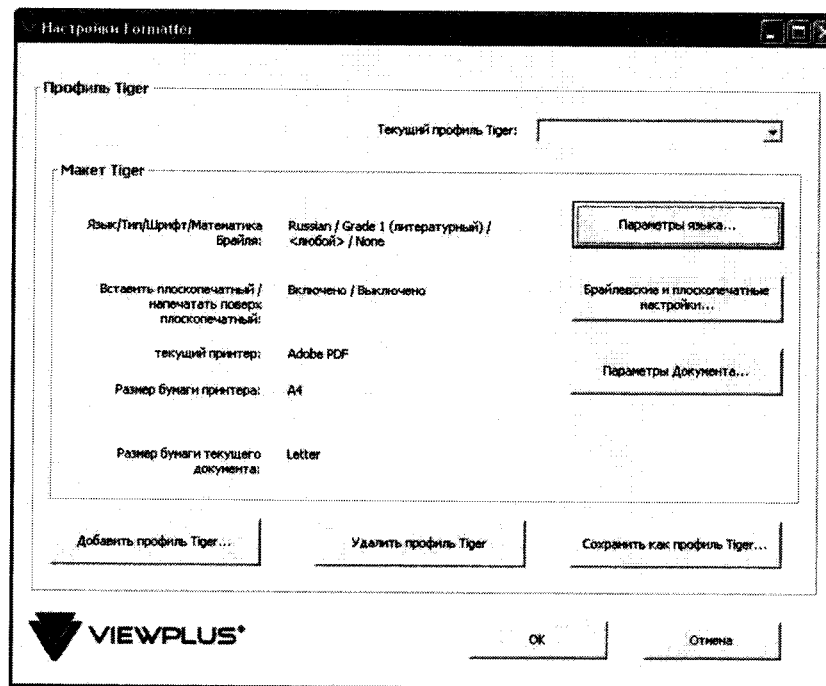 Настройки Formatter
Профиль Tiger
Текущий профиль Tiger:
Макет Tiger
Язык/Тип/Шрифт/Математика
Брайля:
Russian / Grade 1 (литературный) /
<любой> / None
Параметры языка...
Вставить плоскопечатный /
напечатать поверх
плоскопечатный:
Включено / Выключено
Брайлевские и плоскопечатные
настройки...
текущий принтер:
Adobe PDF
Параметры Документа...
Размер бумаги принтера:
A4
Размер бумаги текущего
документа:
Letter
Добавить профиль Tiger...
Удалить профиль Tiger
Сохранить как профиль Tiger...
VIEWPLUS®
OK
Отмена